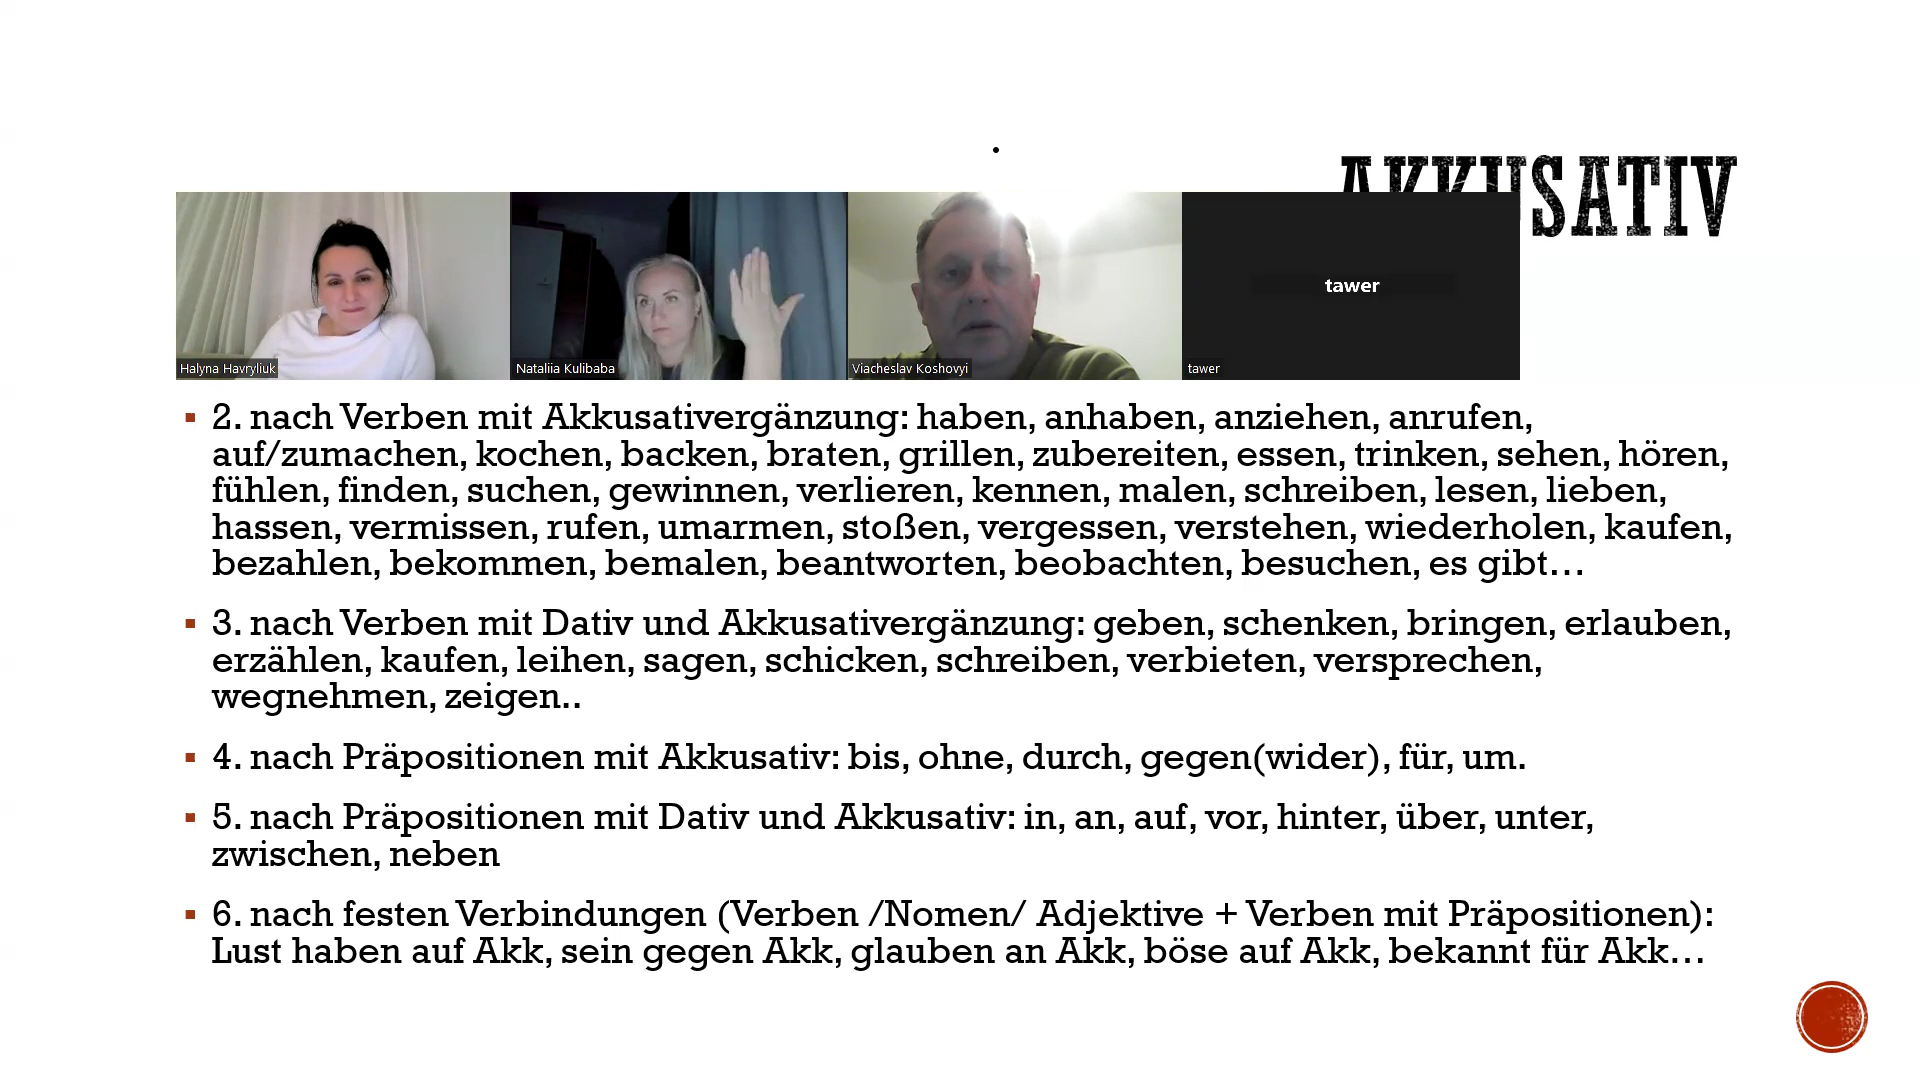 AKKUSATIV
tawer
Halyna Havryliuk
Nataliia Kulibaba
Viacheslav Koshovyi
tawer
2. nach Verben mit Akkusativergänzung: haben, anhaben, anziehen, anrufen,
auf/zumachen, kochen, backen, braten, grillen, zubereiten, essen, trinken, sehen, hören,
fühlen, finden, suchen, gewinnen, verlieren, kennen, malen, schreiben, lesen, lieben,
hassen, vermissen, rufen, umarmen, stoßen, vergessen, verstehen, wiederholen, kaufen,
bezahlen, bekommen, bemalen, beantworten, beobachten, besuchen, es gibt…
3. nach Verben mit Dativ und Akkusativergänzung: geben, schenken, bringen, erlauben,
erzählen, kaufen, leihen, sagen, schicken, schreiben, verbieten, versprechen,
wegnehmen, zeigen..
4. nach Präpositionen mit Akkusativ: bis, ohne, durch, gegen(wider), für, um.
5. nach Präpositionen mit Dativ und Akkusativ: in, an, auf, vor, hinter, über, unter,
zwischen, neben
6. nach festen Verbindungen (Verben /Nomen/ Adjektive + Verben mit Präpositionen):
Lust haben auf Akk, sein gegen Akk, glauben an Akk, böse auf Akk, bekannt für Akk…